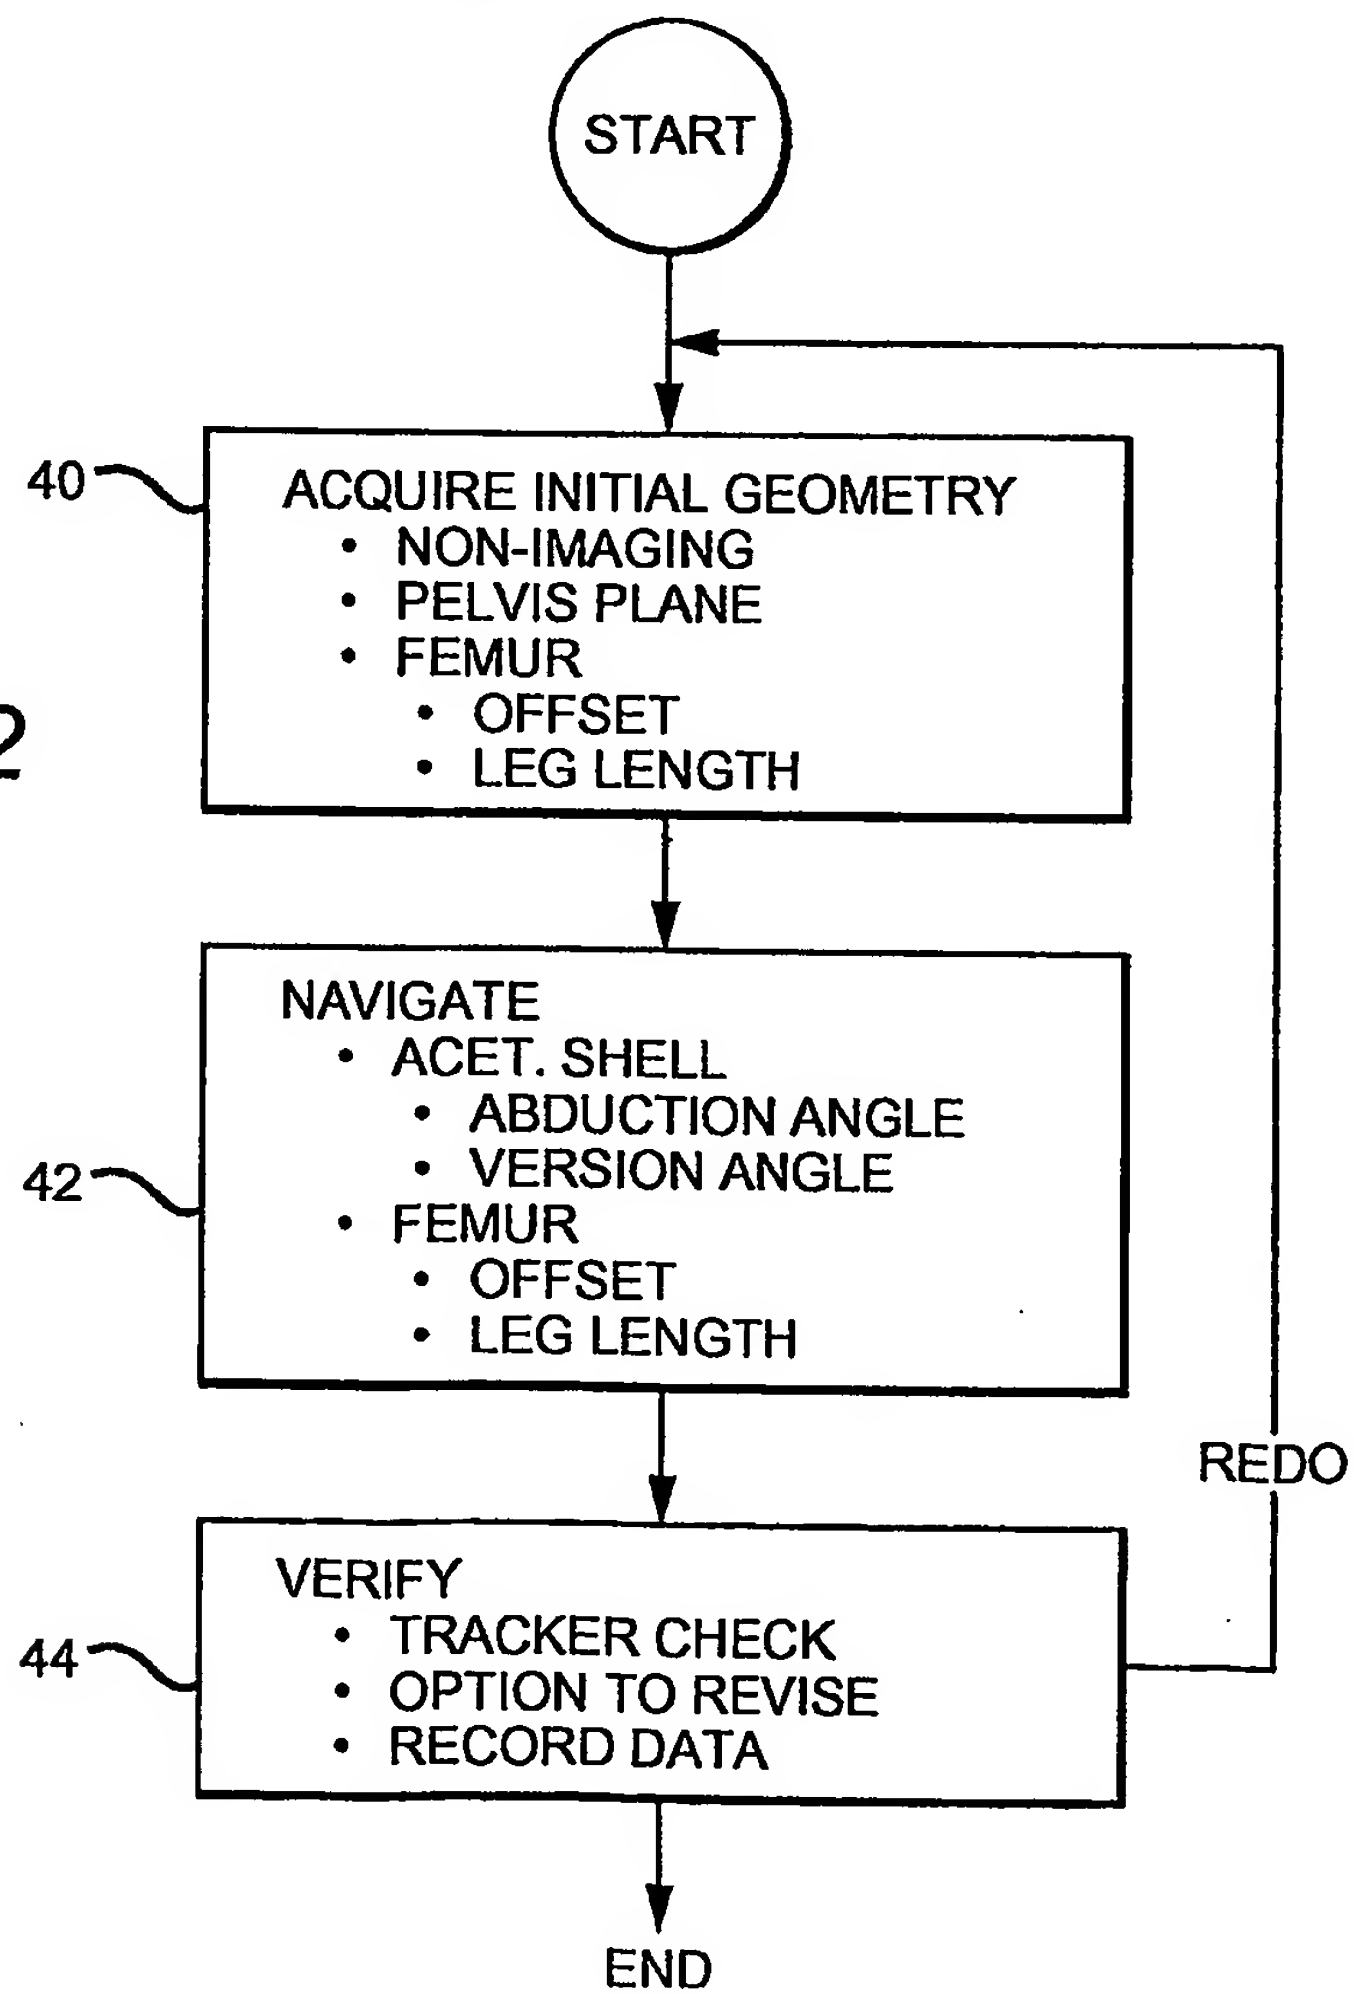 START
40
ACQUIRE INITIAL GEOMETRY
• NON-IMAGING
• PELVIS PLANE
• FEMUR
• OFFSET
• LEG LENGTH
2
NAVIGATE
• ACET. SHELL
• ABDUCTION ANGLE
• VERSION ANGLE
42
• FEMUR
• OFFSET
• LEG LENGTH
REDO
VERIFY
• TRACKER CHECK
44
• OPTION TO REVISE
• RECORD DATA
END